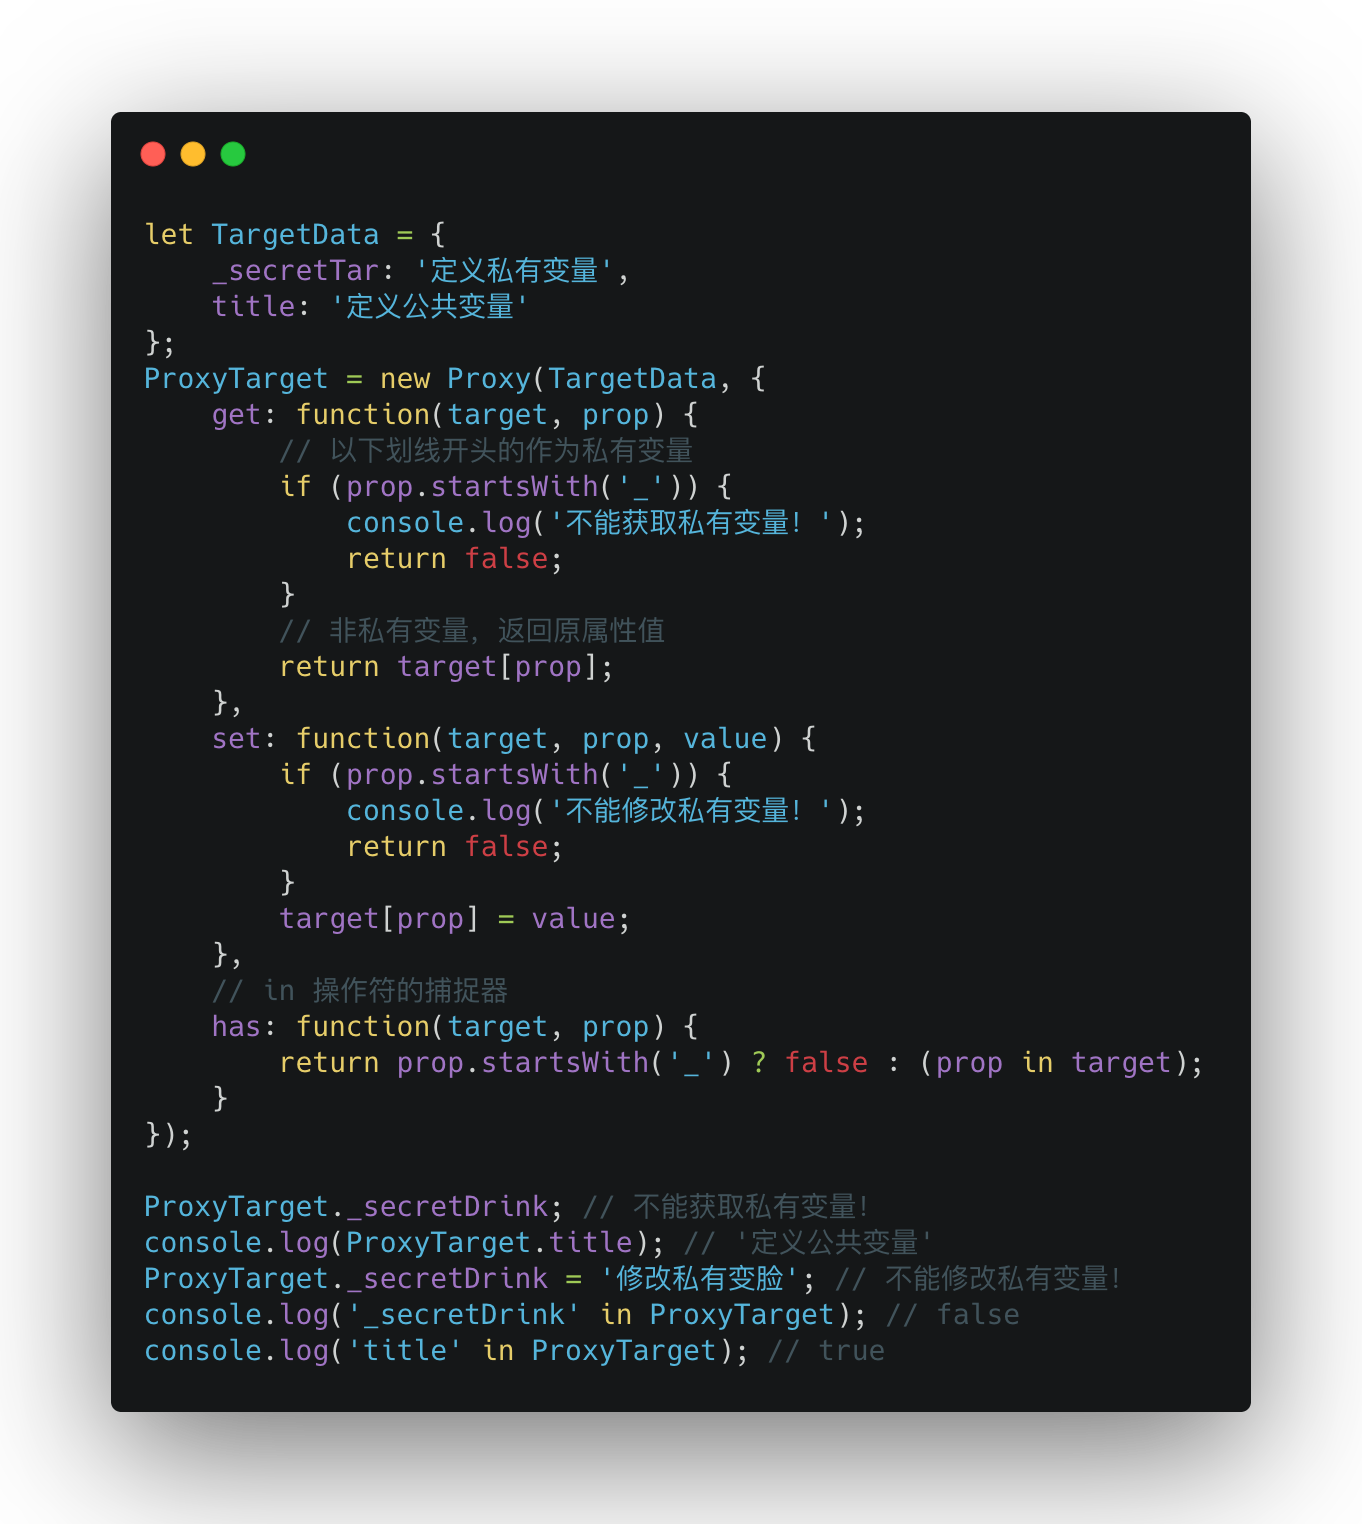 let TargetData = {
    _secretTar: '定义私有变量',
    title: '定义公共变量'
};
ProxyTarget = new Proxy(TargetData, {
    get: function(target, prop) {
        // 以下划线开头的作为私有变量
        if (prop.startsWith('_')) {
            console.log('不能获取私有变量！');
            return false;
        }
        // 非私有变量，返回原属性值
        return target[prop];
    },
    set: function(target, prop, value) {
        if (prop.startsWith('_')) {
            console.log('不能修改私有变量！');
            return false;
        }
        target[prop] = value;
    },
    // in 操作符的捕捉器
    has: function(target, prop) {
        return prop.startsWith('_') ? false : (prop in target);
    }
});

ProxyTarget._secretDrink; // 不能获取私有变量！
console.log(ProxyTarget.title); // '定义公共变量'
ProxyTarget._secretDrink = '修改私有变脸'; // 不能修改私有变量！
console.log('_secretDrink' in ProxyTarget); // false
console.log('title' in ProxyTarget); // true